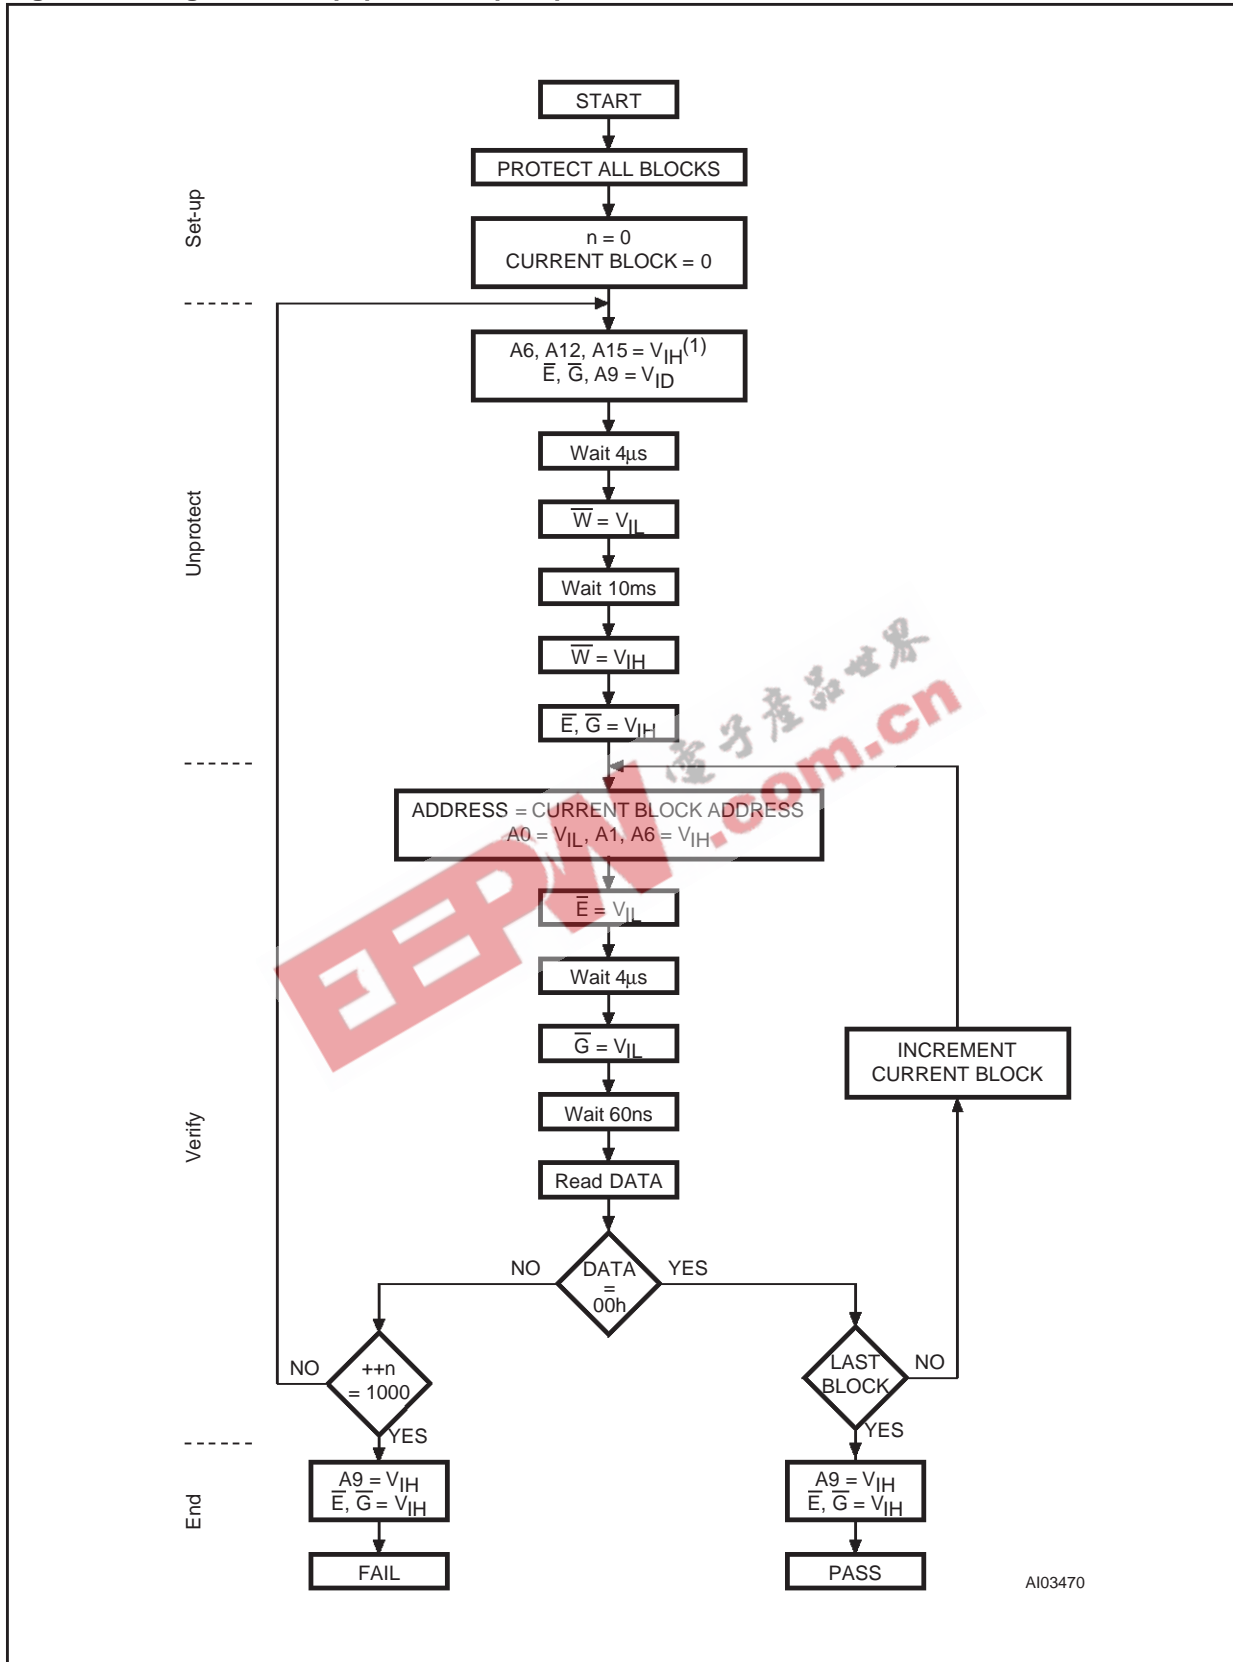 START
PROTECT ALL BLOCKS
Set-up
n = 0
CURRENT BLOCK = 0
A6, A12, A15 = VIH(1)
E̅, G̅, A9 = VID
Wait 4µs
W̅ = VIL
Unprotect
Wait 10ms
W̅ = VIH
E̅, G̅ = VIH
ADDRESS = CURRENT BLOCK ADDRESS
A0 = VIL, A1, A6 = VIH
E̅ = VIL
Wait 4µs
G̅ = VIL
INCREMENT
CURRENT BLOCK
Wait 60ns
Verify
Read DATA
NO
DATA
=
00h
YES
NO
++n
= 1000
YES
LAST
BLOCK
NO
YES
End
A9 = VIH
E̅, G̅ = VIH
A9 = VIH
E̅, G̅ = VIH
FAIL
PASS
AI03470
EEPW.com.cn
電子產品世界